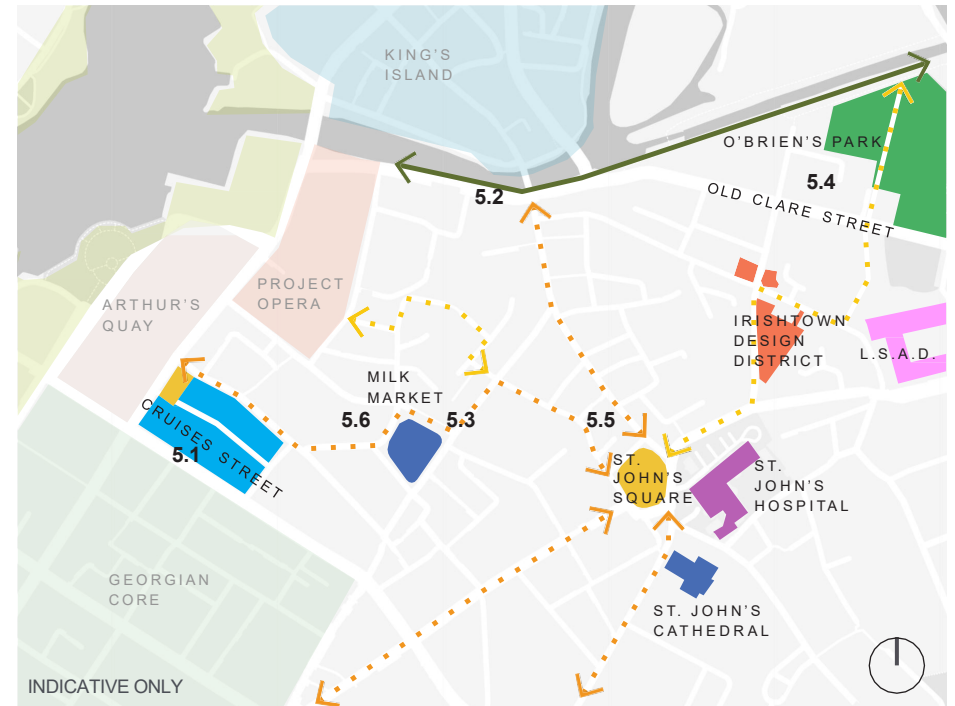 KING'S
ISLAND
O'BRIEN'S PARK
5.4
5.2
OLD CLARE STREET
PROJECT
OPERA
ARTHUR'S
QUAY
IRISHTOWN
DESIGN
DISTRICT
L.S.A.D.
MILK
MARKET
5.6
5.3
5.5
CRUISES STREET
5.1
ST.
JOHN'S
SQUARE
ST.
JOHN'S
HOSPITAL
GEORGIAN
CORE
ST. JOHN'S
CATHEDRAL
INDICATIVE ONLY